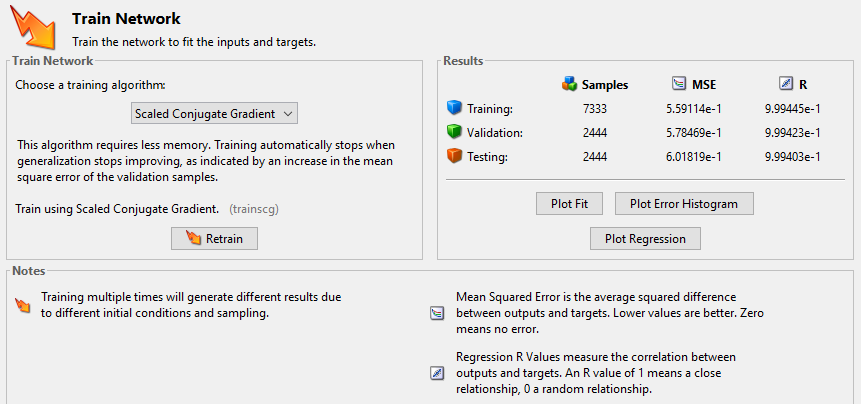 Train Network
Train the network to fit the inputs and targets.
Train Network
Choose a training algorithm:
Scaled Conjugate Gradient
This algorithm requires less memory. Training automatically stops when
generalization stops improving, as indicated by an increase in the mean
square error of the validation samples.
Train using Scaled Conjugate Gradient. (trainscg)
Retrain
Results
Samples MSE R
Training: 7333 5.59114e-1 9.99445e-1
Validation: 2444 5.78469e-1 9.99423e-1
Testing: 2444 6.01819e-1 9.99403e-1
Plot Fit Plot Error Histogram
Plot Regression
Notes
Training multiple times will generate different results due
to different initial conditions and sampling.
Mean Squared Error is the average squared difference
between outputs and targets. Lower values are better. Zero
means no error.
Regression R Values measure the correlation between
outputs and targets. An R value of 1 means a close
relationship, 0 a random relationship.